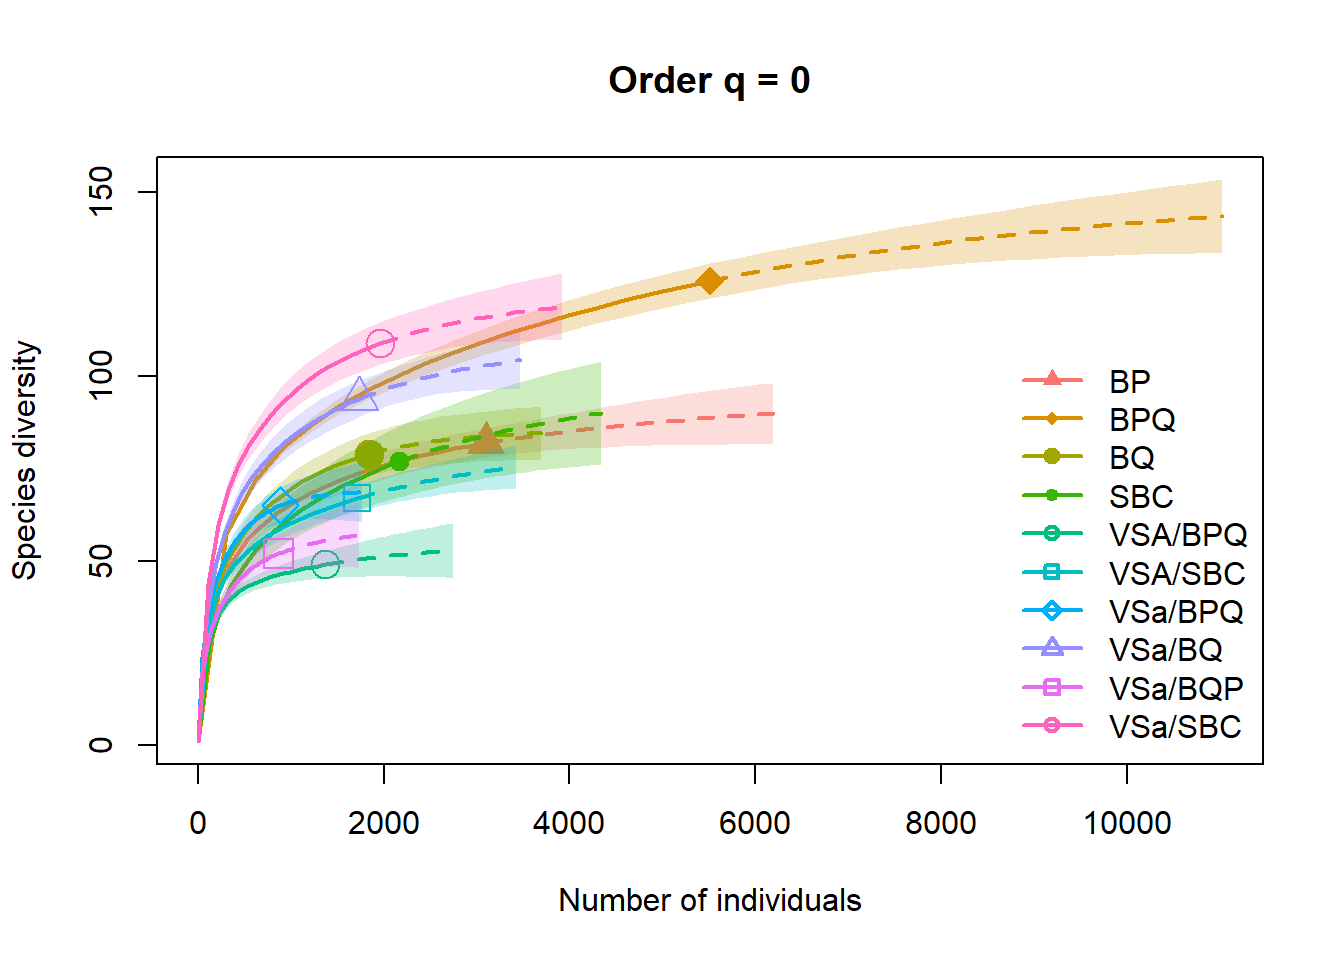 Order q = 0
Species diversity
150
100
50
0
0 2000 4000 6000 8000 10000
Number of individuals
BP
BPQ
BQ
SBC
VSA/BPQ
VSA/SBC
VSa/BPQ
VSa/BQ
VSa/BQP
VSa/SBC